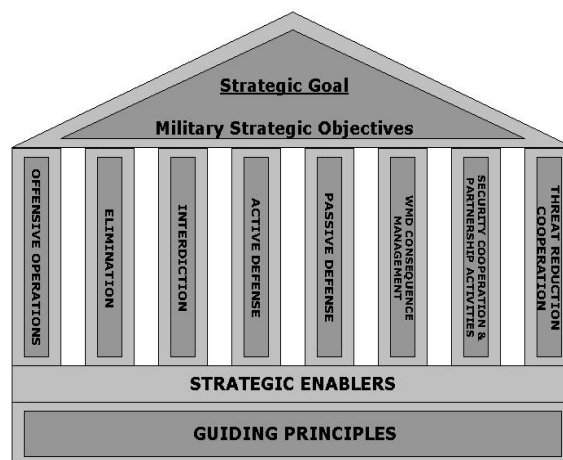 Strategic Goal
Military Strategic Objectives
OFFENSIVE OPERATIONS
ELIMINATION
INTERDICTION
ACTIVE DEFENSE
PASSIVE DEFENSE
WMD CONSEQUENCE
MANAGEMENT
SECURITY COOPERATION &
PARTNERSHIP ACTIVITIES
THREAT REDUCTION
COOPERATION
STRATEGIC ENABLERS
GUIDING PRINCIPLES